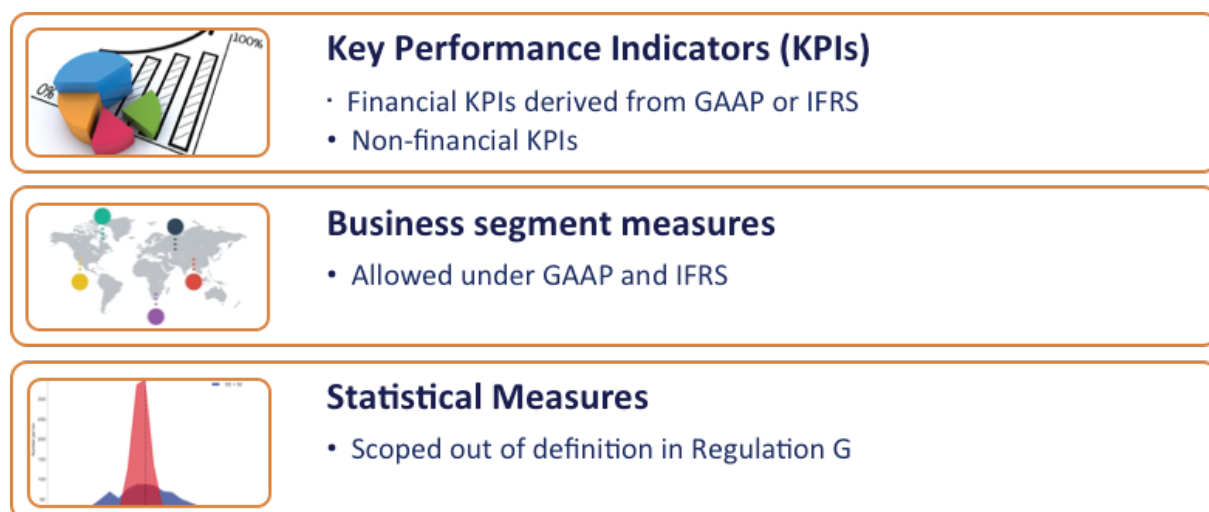 0%
100%
Key Performance Indicators (KPIs)
· Financial KPIs derived from GAAP or IFRS
• Non-financial KPIs
Business segment measures
• Allowed under GAAP and IFRS
Statistical Measures
• Scoped out of definition in Regulation G